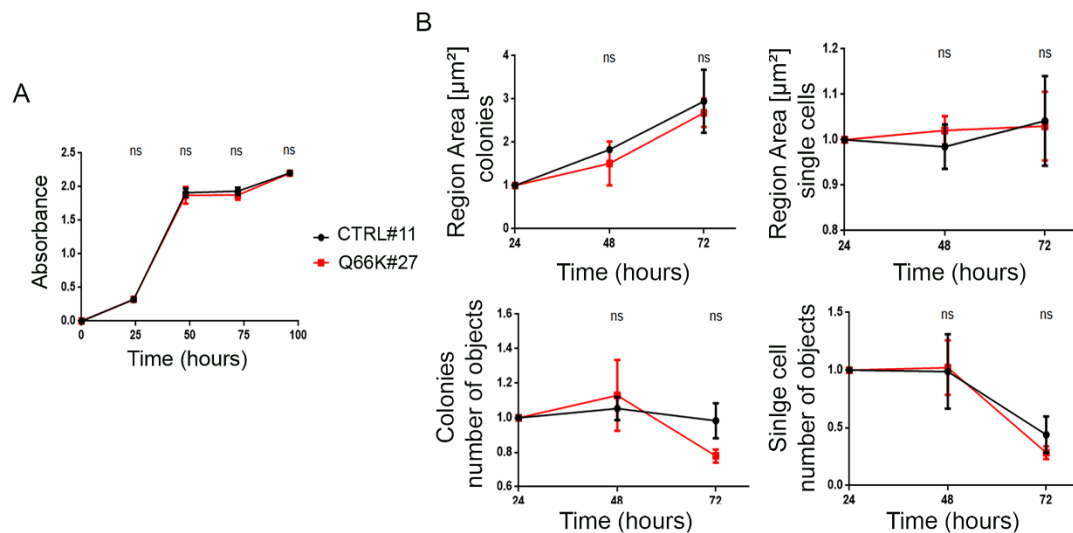 A
ns ns ns ns
2.5
2.0
1.5
1.0
0.5
0.0
0 25 50 75 100
Absorbance
Time (hours)
CTRL#11
Q66K#27
B
ns ns
4
3
2
1
0
24 48 72
Region Area [µm²]
colonies
Time (hours)
ns ns
1.2
1.1
1.0
0.9
0.8
24 48 72
Region Area [µm²]
single cells
Time (hours)
ns ns
1.6
1.4
1.2
1.0
0.8
0.6
24 48 72
Colonies
number of objects
Time (hours)
ns ns
1.5
1.0
0.5
0.0
24 48 72
Sinlge cell
number of objects
Time (hours)